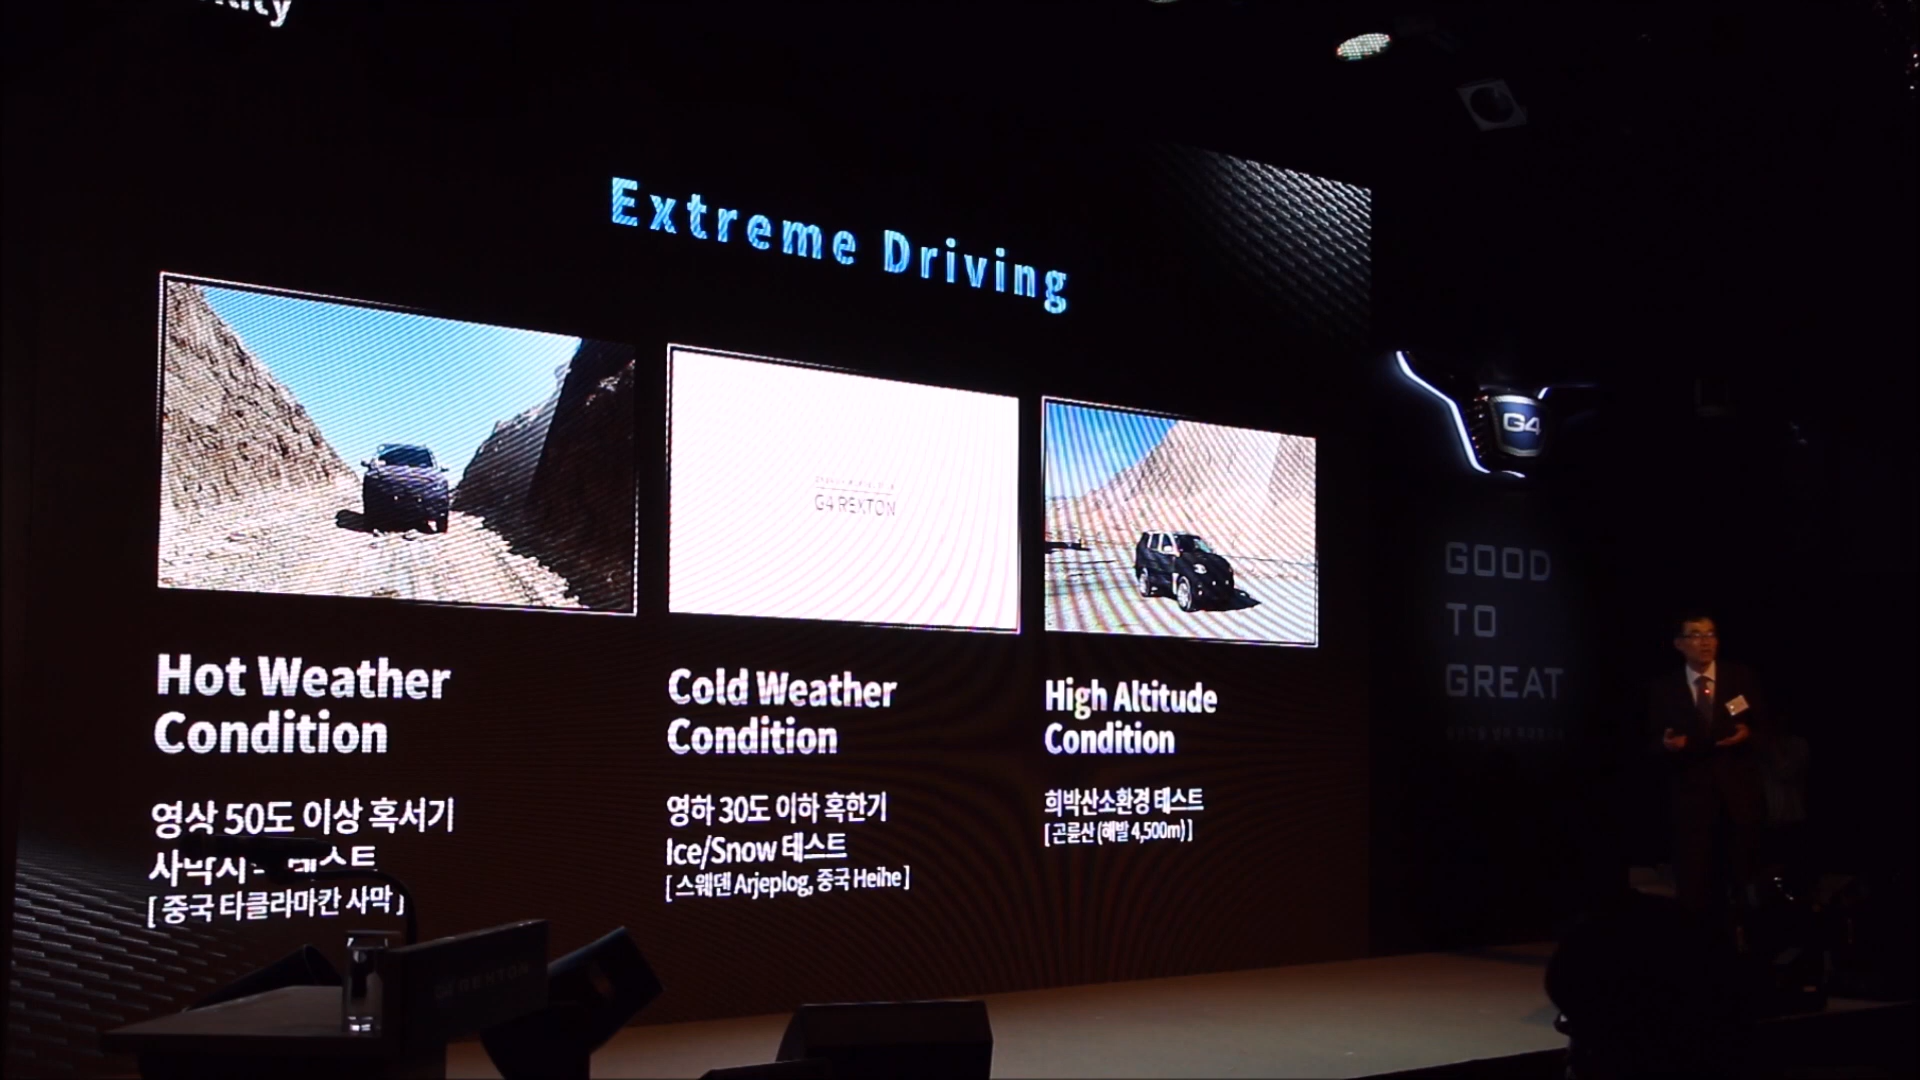 Extreme Driving
G4 REXTON
Hot Weather
Condition
영상 50도 이상 혹서기
[ 중국 타클라마칸 사막 ]
Cold Weather
Condition
영하 30도 이하 혹한기
Ice/Snow 테스트
[ 스웨덴 Arjeplog, 중국 Heihe ]
High Altitude
Condition
희박산소환경 테스트
[ 곤륜산 (해발 4,500m) ]
G4
GOOD
TO
GREAT
G4 REXTON